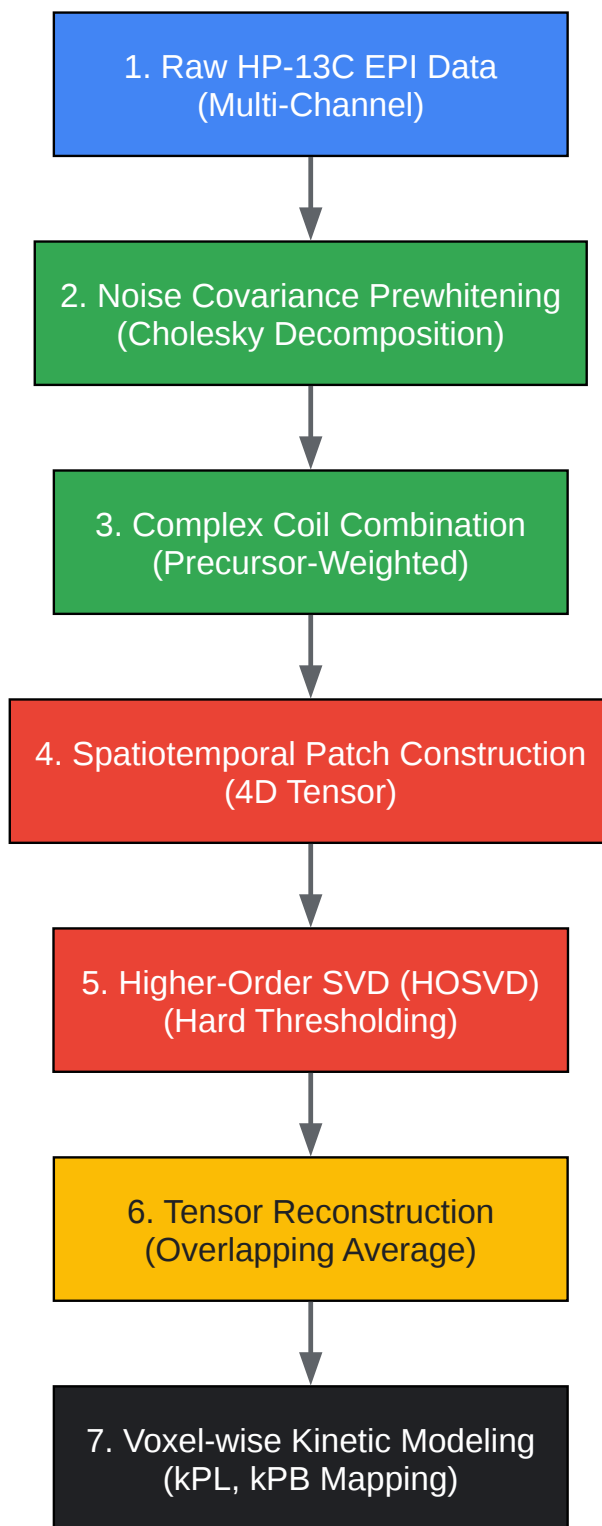 1. Raw HP-13C EPI Data
(Multi-Channel)
2. Noise Covariance Prewhitening
(Cholesky Decomposition)
3. Complex Coil Combination
(Precursor-Weighted)
4. Spatiotemporal Patch Construction
(4D Tensor)
5. Higher-Order SVD (HOSVD)
(Hard Thresholding)
6. Tensor Reconstruction
(Overlapping Average)
7. Voxel-wise Kinetic Modeling
(kPL, kPB Mapping)